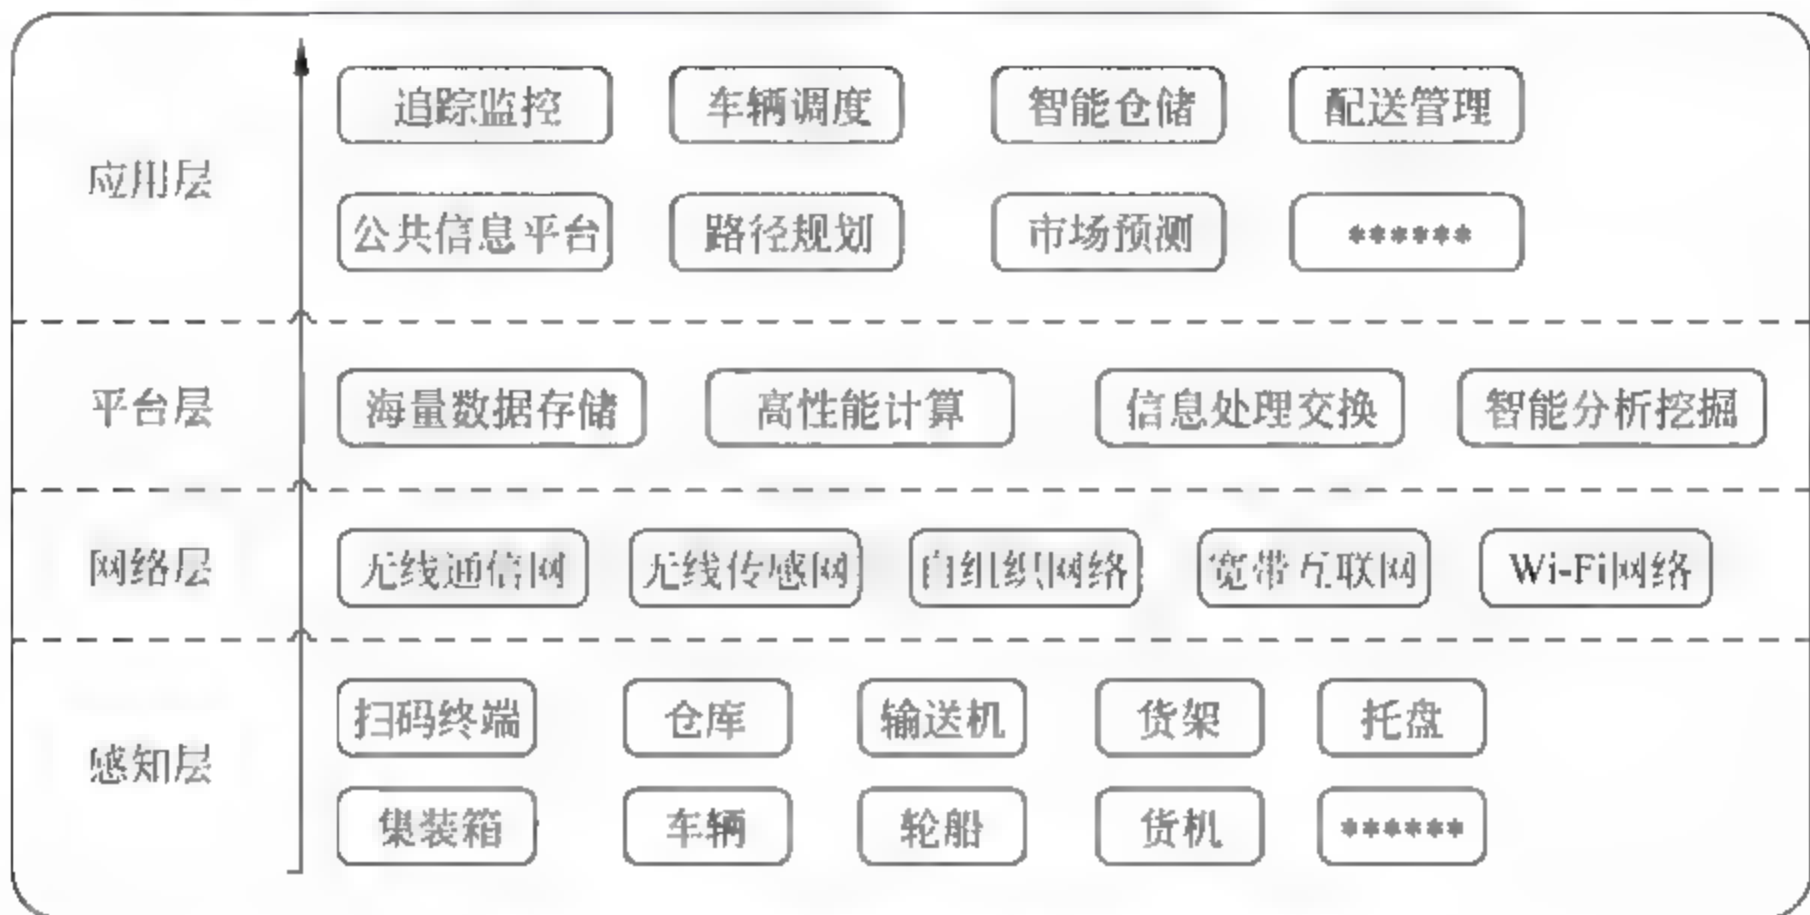 追踪监控 车辆调度 智能仓储 配送管理
应用层
公共信息平台 路径规划 市场预测 ******
平台层 海量数据存储 高性能计算 信息处理交换 智能分析挖掘
网络层 无线通信网 无线传感网 自组织网络 宽带互联网 Wi-Fi网络
扫码终端 仓库 输送机 货架 托盘
感知层
集装箱 车辆 轮船 货机 ******